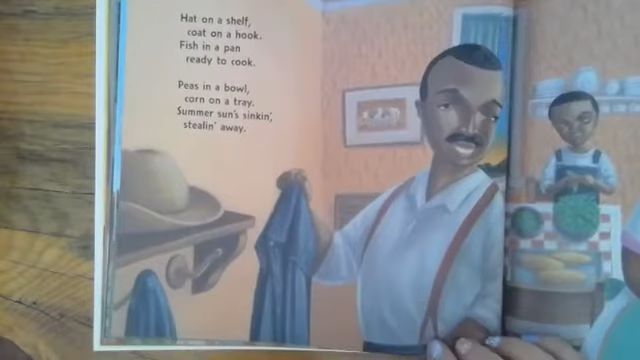 Hat on a shelf,
coat on a hook.
Fish in a pan
ready to cook.
Peas in a bowl,
corn on a tray.
Summer sun's sinkin',
stealin' away.